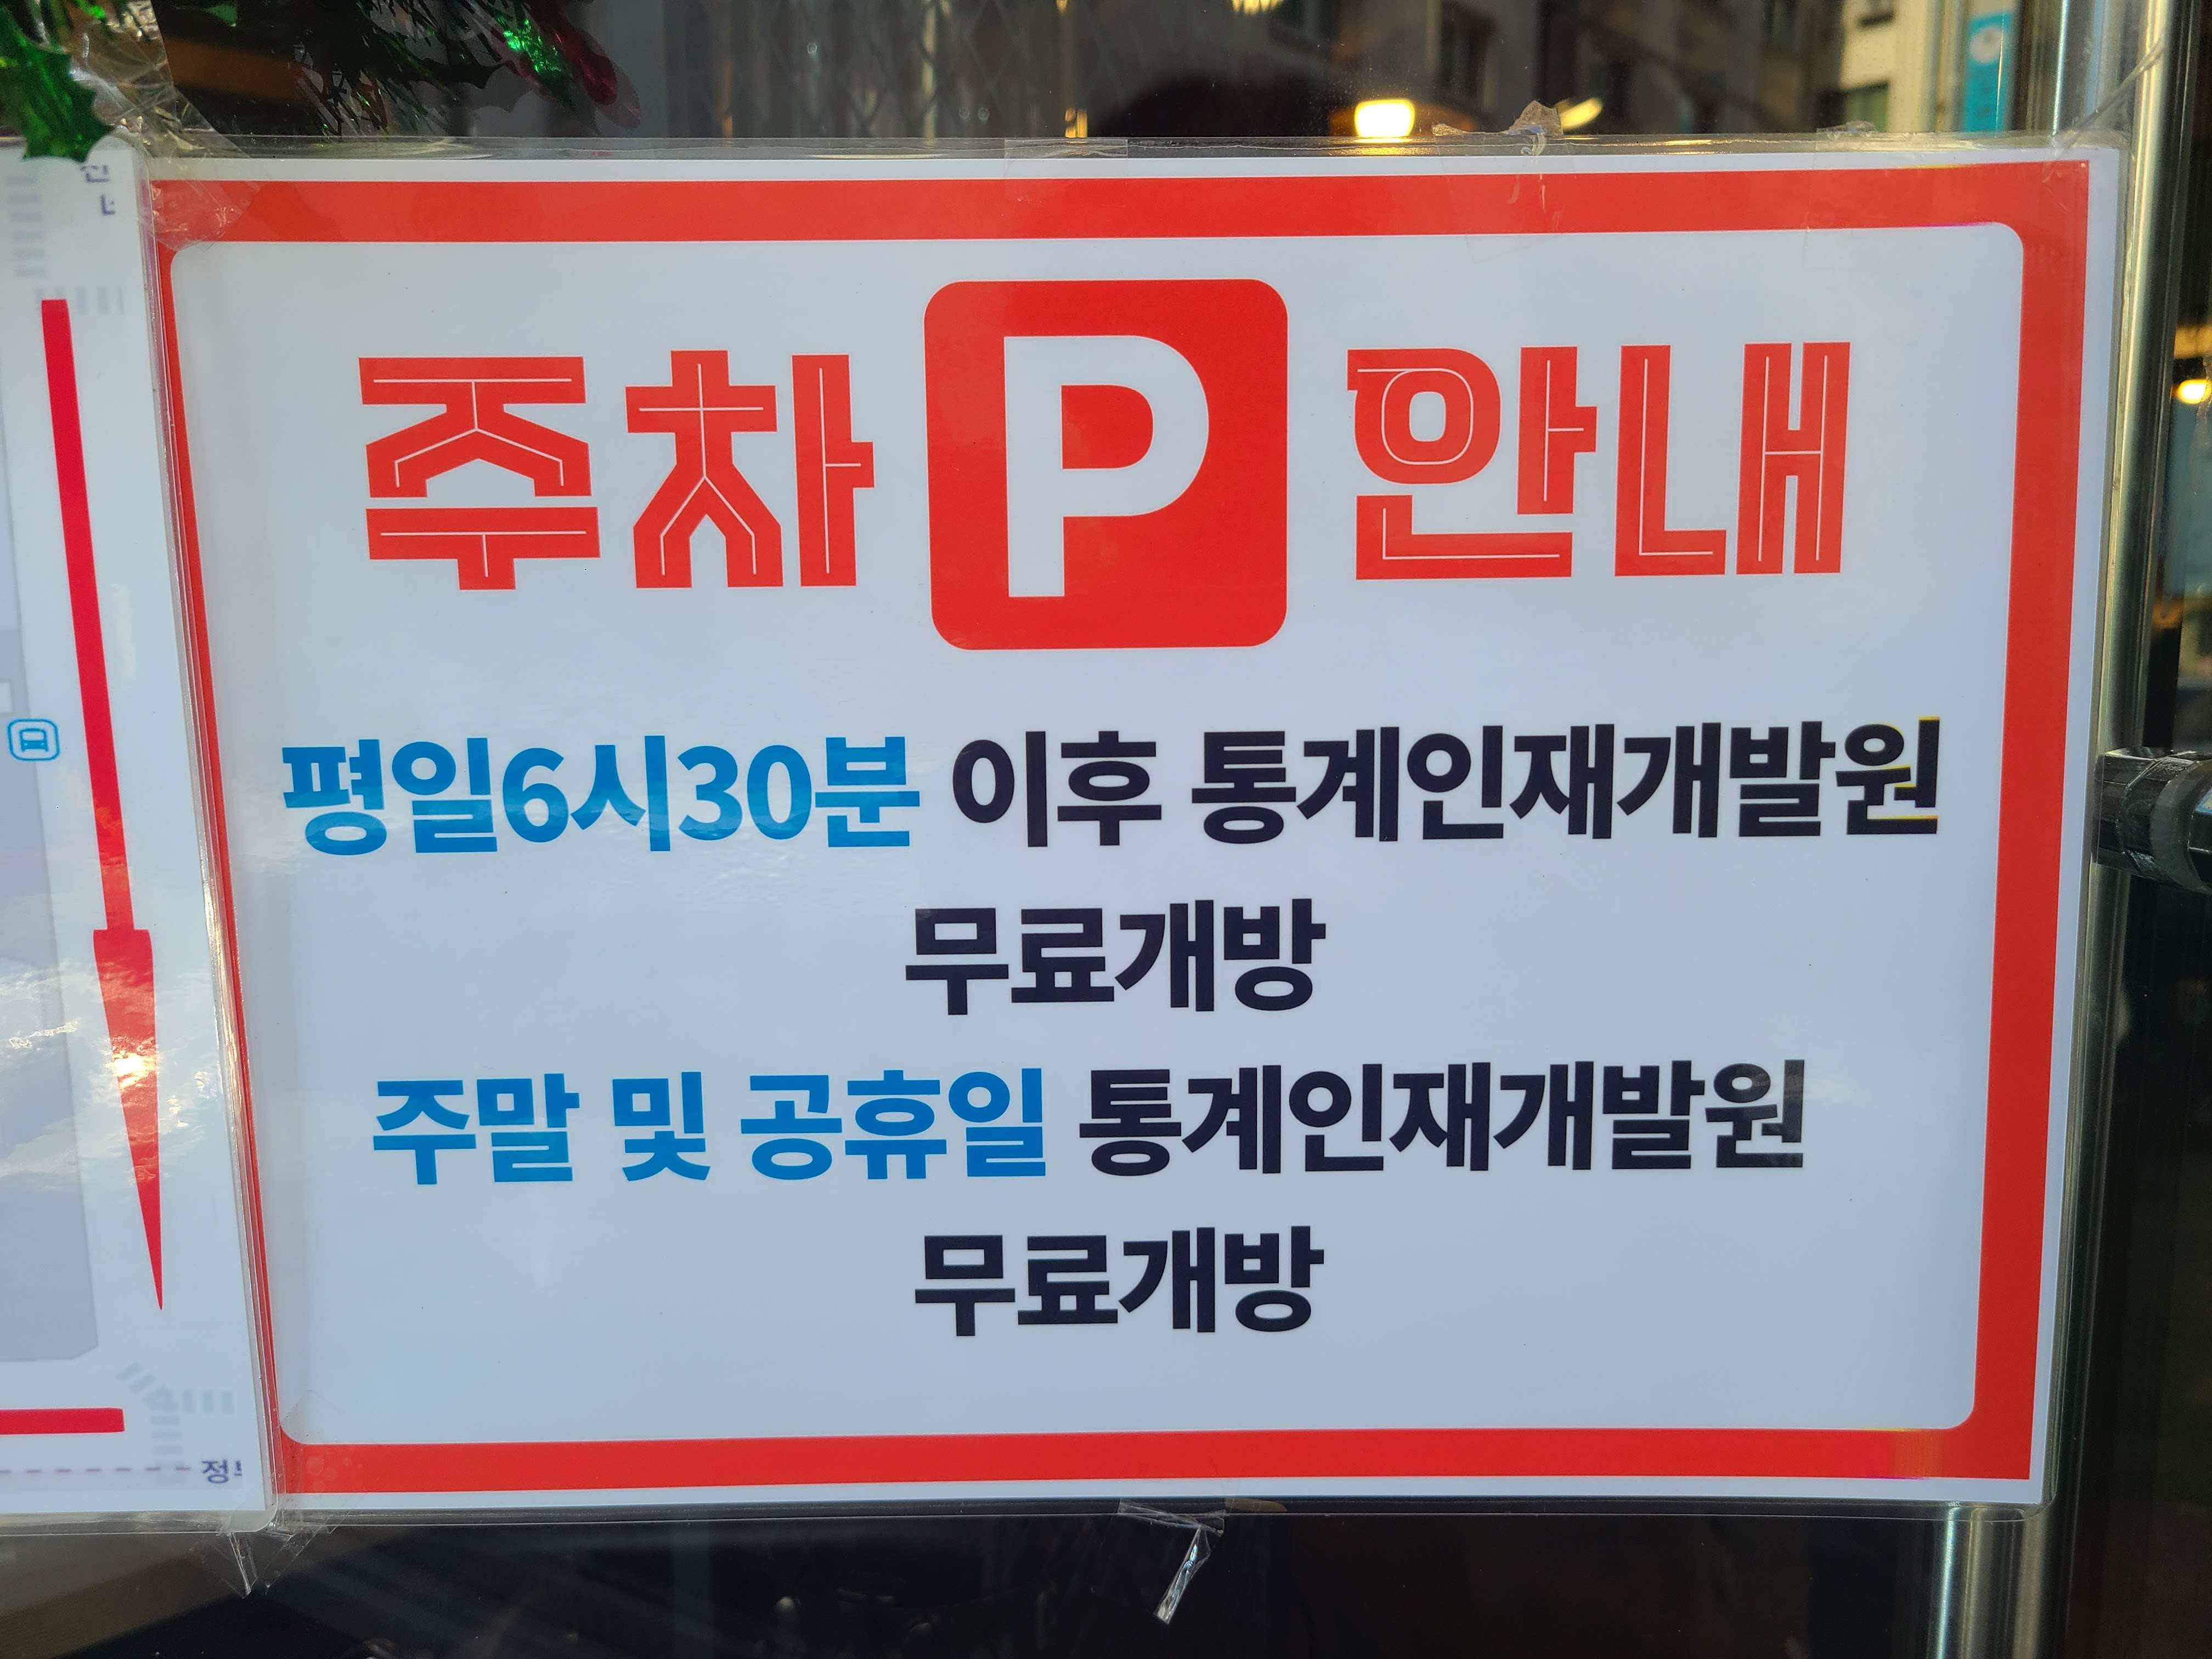 주차 P 안내
평일6시30분 이후 통계인재개발원
무료개방
주말 및 공휴일 통계인재개발원
무료개방